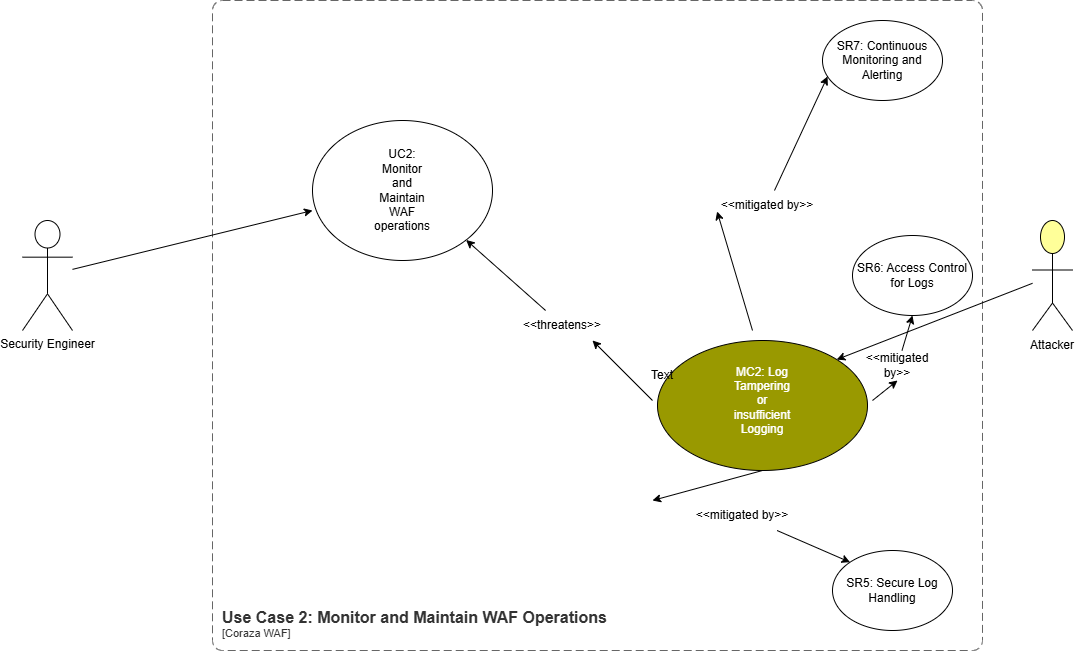 SR7: Continuous
Monitoring and
Alerting
UC2:
Monitor
and
Maintain
WAF
operations
<<mitigated by>>
SR6: Access Control
for Logs
<<threatens>>
Security Engineer
Attacker
<<mitigated
by>>
Text
MC2: Log
Tampering
or
insufficient
Logging
<<mitigated by>>
SR5: Secure Log
Handling
Use Case 2: Monitor and Maintain WAF Operations
[Coraza WAF]